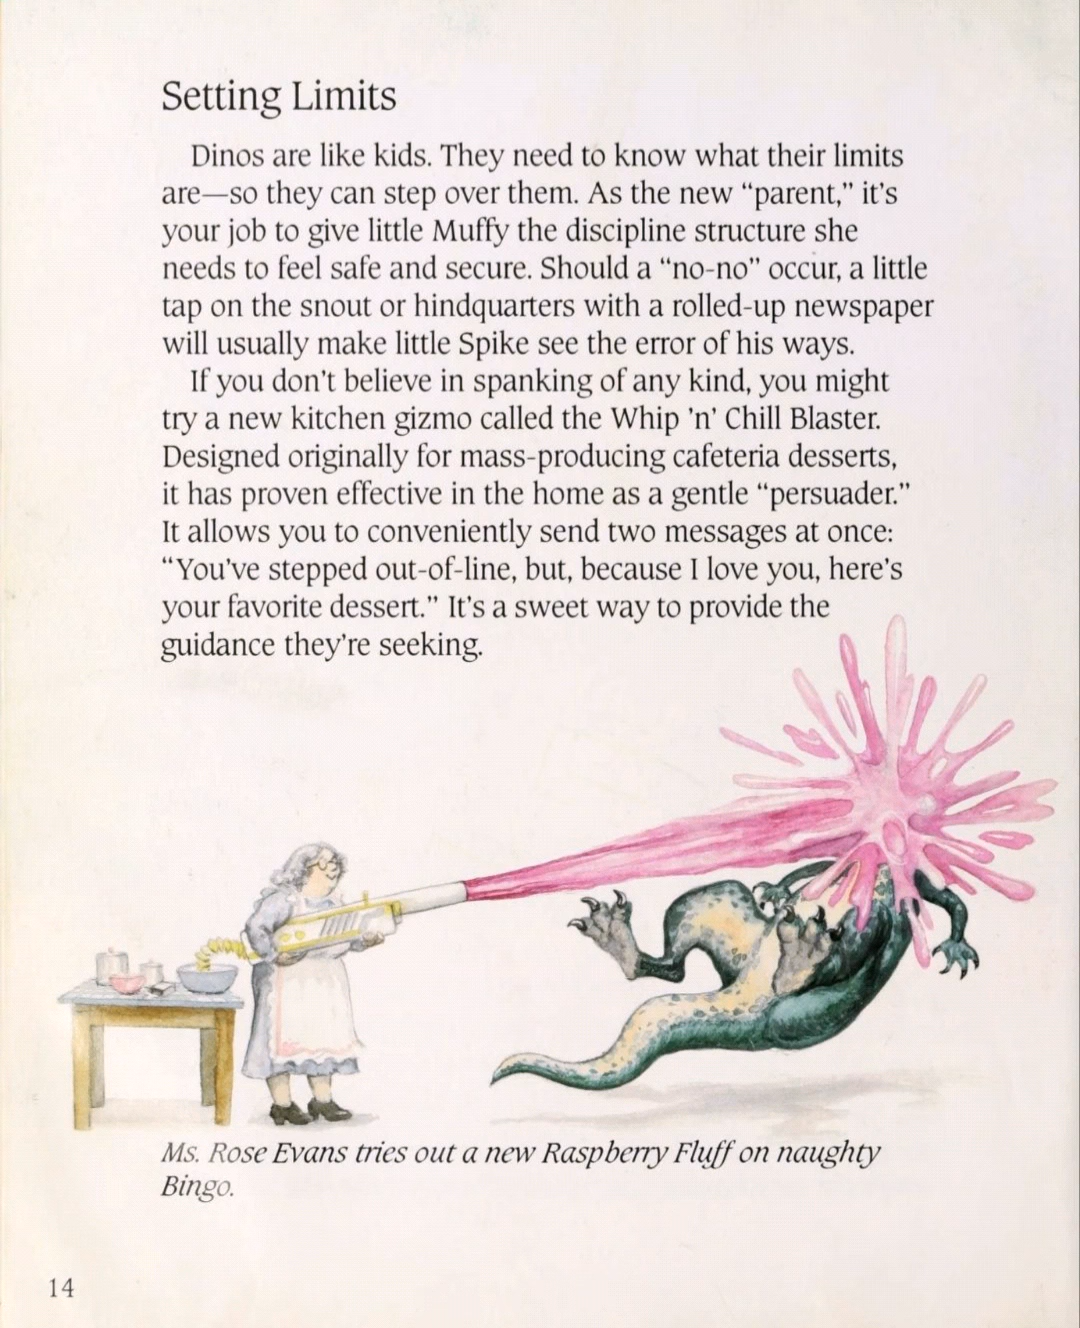 Setting Limits
Dinos are like kids. They need to know what their limits
are—so they can step over them. As the new “parent,” it’s
your job to give little Muffy the discipline structure she
needs to feel safe and secure. Should a “no-no” occur, a little
tap on the snout or hindquarters with a rolled-up newspaper
will usually make little Spike see the error of his ways.
If you don’t believe in spanking of any kind, you might
try a new kitchen gizmo called the Whip ’n’ Chill Blaster.
Designed originally for mass-producing cafeteria desserts,
it has proven effective in the home as a gentle “persuader.”
It allows you to conveniently send two messages at once:
“You’ve stepped out-of-line, but, because I love you, here’s
your favorite dessert.” It’s a sweet way to provide the
guidance they’re seeking.
Ms. Rose Evans tries out a new Raspberry Fluff on naughty
Bingo.
14